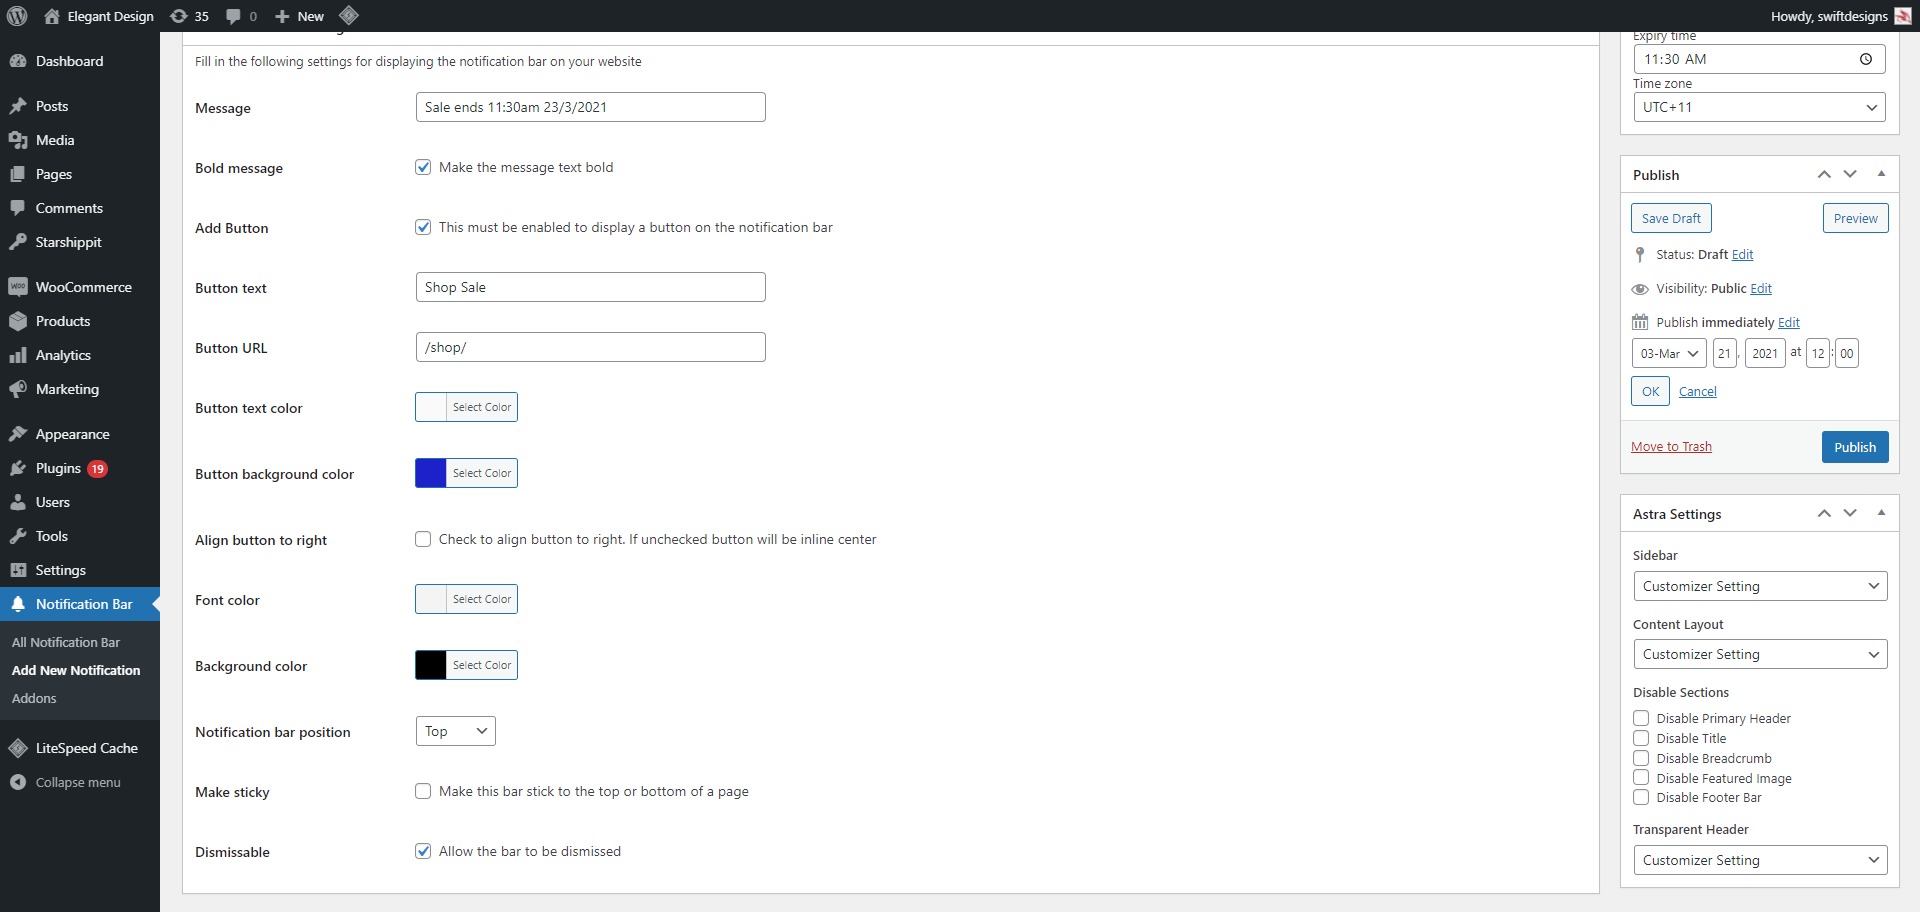 Elegant Design
35
0
New
Howdy, swiftdesigns
Dashboard
Posts
Media
Pages
Comments
Starshippit
WooCommerce
Products
Analytics
Marketing
Appearance
Plugins 19
Users
Tools
Settings
Notification Bar
All Notification Bar
Add New Notification
Addons
LiteSpeed Cache
Collapse menu
Fill in the following settings for displaying the notification bar on your website
Message
Sale ends 11:30am 23/3/2021
Bold message
Make the message text bold
Add Button
This must be enabled to display a button on the notification bar
Button text
Shop Sale
Button URL
/shop/
Button text color
Select Color
Button background color
Select Color
Align button to right
Check to align button to right. If unchecked button will be inline center
Font color
Select Color
Background color
Select Color
Notification bar position
Top
Make sticky
Make this bar stick to the top or bottom of a page
Dismissable
Allow the bar to be dismissed
Expiry time
11:30 AM
Time zone
UTC+11
Publish
Save Draft
Preview
Status: Draft Edit
Visibility: Public Edit
Publish immediately Edit
03-Mar 21, 2021 at 12 : 00
OK
Cancel
Move to Trash
Publish
Astra Settings
Sidebar
Customizer Setting
Content Layout
Customizer Setting
Disable Sections
Disable Primary Header
Disable Title
Disable Breadcrumb
Disable Featured Image
Disable Footer Bar
Transparent Header
Customizer Setting